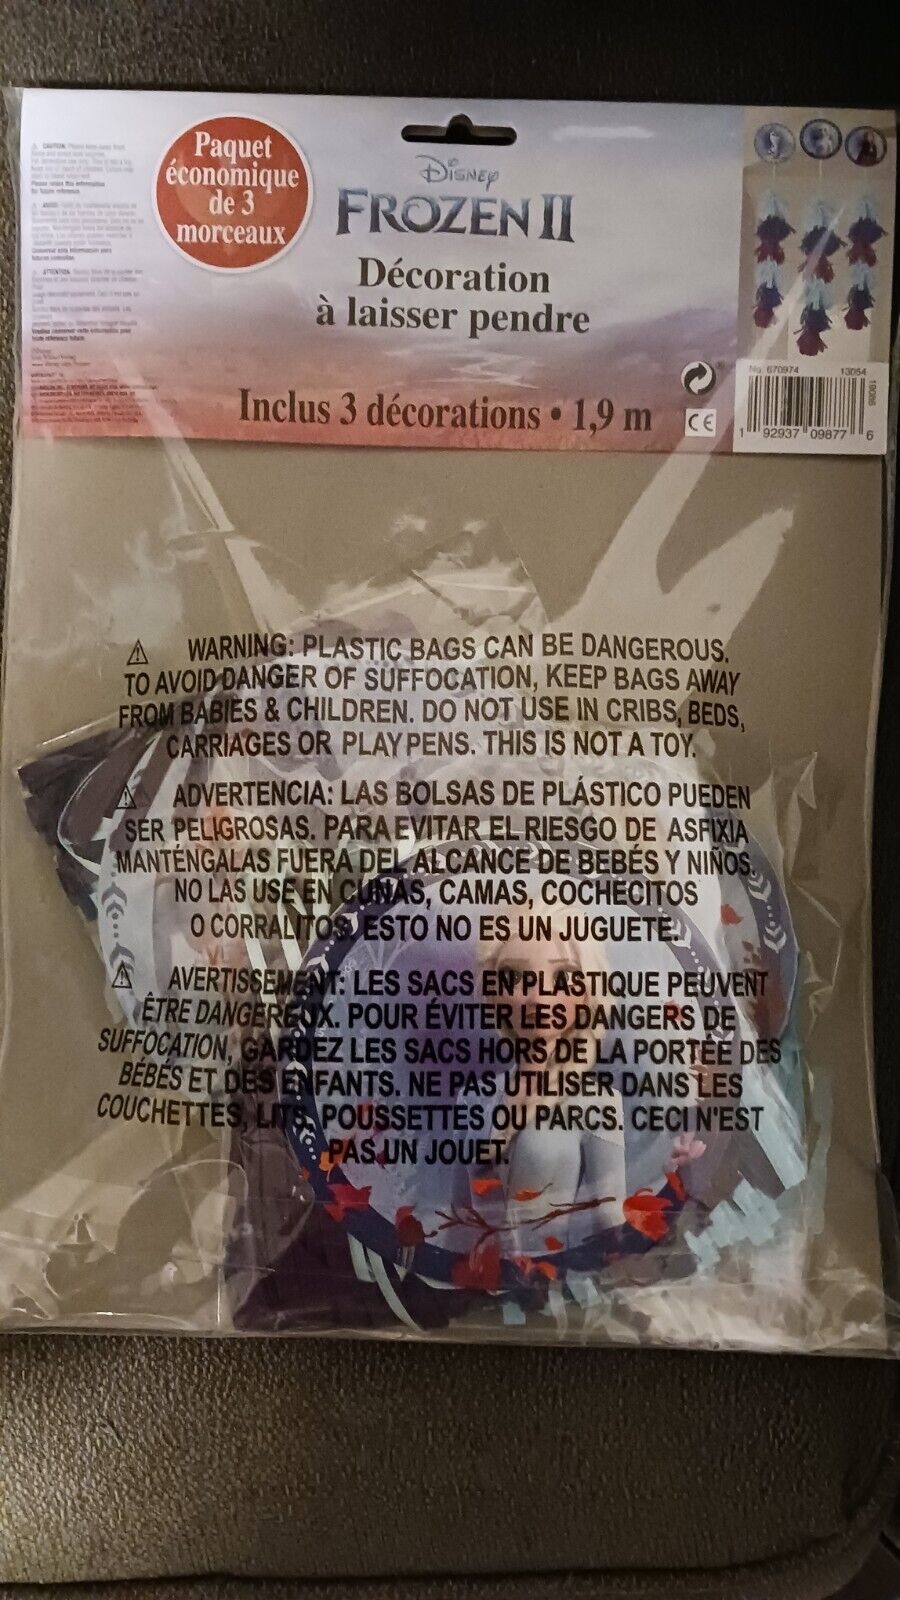 Paquet
économique
de 3
morceaux
DISNEY
FROZEN II
Décoration
à laisser pendre
Inclus 3 décorations • 1,9 m
CE
No. 670974 13054
19086
1 92937 09877 6
CAUTION:
ATTENTION:
WARNING: PLASTIC BAGS CAN BE DANGEROUS.
TO AVOID DANGER OF SUFFOCATION, KEEP BAGS AWAY
FROM BABIES & CHILDREN. DO NOT USE IN CRIBS, BEDS,
CARRIAGES OR PLAY PENS. THIS IS NOT A TOY.
ADVERTENCIA: LAS BOLSAS DE PLÁSTICO PUEDEN
SER PELIGROSAS. PARA EVITAR EL RIESGO DE ASFIXIA
MANTÉNGALAS FUERA DEL ALCANCE DE BEBÉS Y NIÑOS.
NO LAS USE EN CUNAS, CAMAS, COCHECITOS
O CORRALITOS. ESTO NO ES UN JUGUETE.
AVERTISSEMENT: LES SACS EN PLASTIQUE PEUVENT
ÊTRE DANGEREUX. POUR ÉVITER LES DANGERS DE
SUFFOCATION, GARDEZ LES SACS HORS DE LA PORTÉE DES
BÉBÉS ET DES ENFANTS. NE PAS UTILISER DANS LES
COUCHETTES, LITS, POUSSETTES OU PARCS. CECI N'EST
PAS UN JOUET.